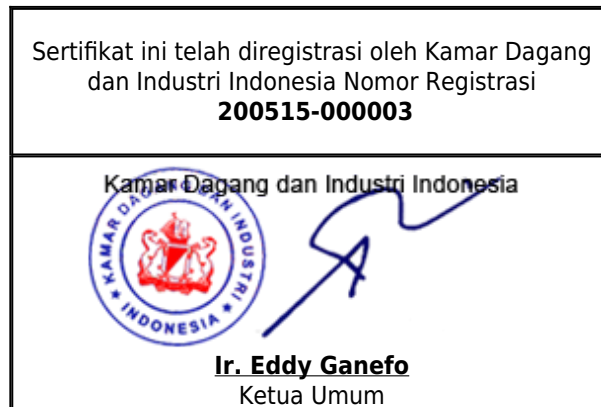 Sertifikat ini telah diregistrasi oleh Kamar Dagang
dan Industri Indonesia Nomor Registrasi
200515-000003
Kamar Dagang dan Industri Indonesia
KAMAR DAGANG DAN INDUSTRI
★ INDONESIA ★
Ir. Eddy Ganefo
Ketua Umum